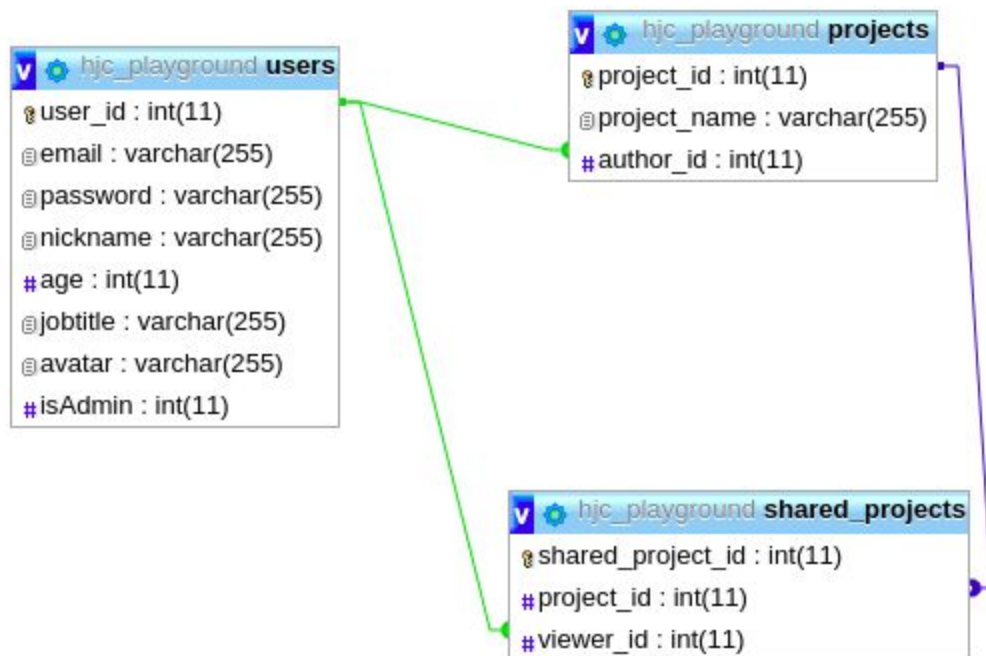 v hjc_playground users
user_id : int(11)
email : varchar(255)
password : varchar(255)
nickname : varchar(255)
# age : int(11)
jobtitle : varchar(255)
avatar : varchar(255)
# isAdmin : int(11)
v hjc_playground projects
project_id : int(11)
project_name : varchar(255)
# author_id : int(11)
v hjc_playground shared_projects
shared_project_id : int(11)
# project_id : int(11)
# viewer_id : int(11)